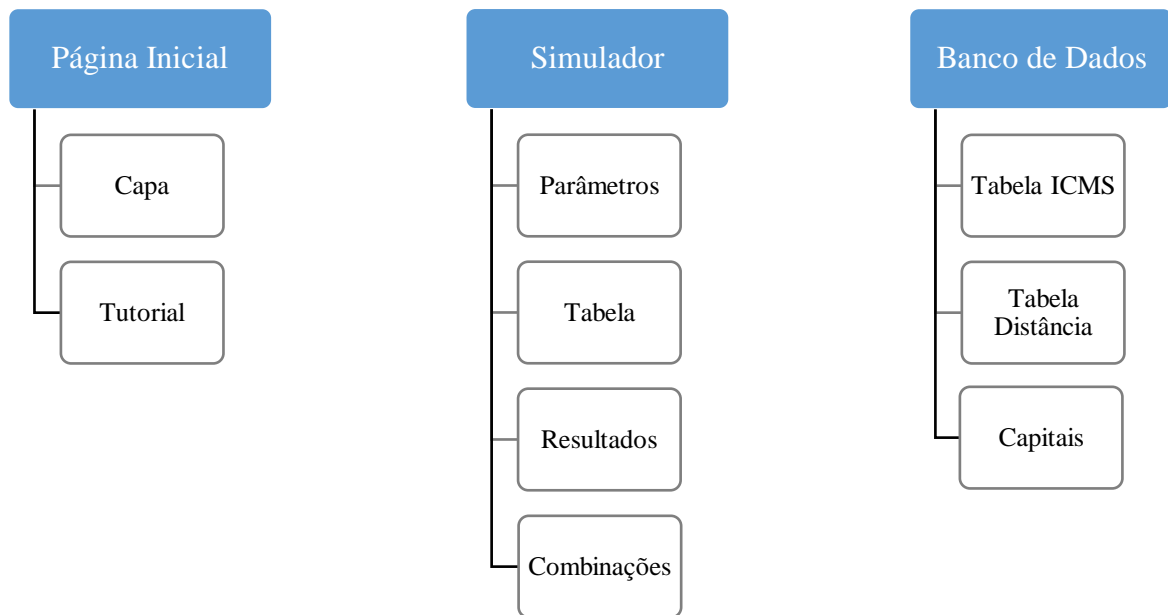 Página Inicial
Capa
Tutorial
Simulador
Parâmetros
Tabela
Resultados
Combinações
Banco de Dados
Tabela ICMS
Tabela
Distância
Capitais